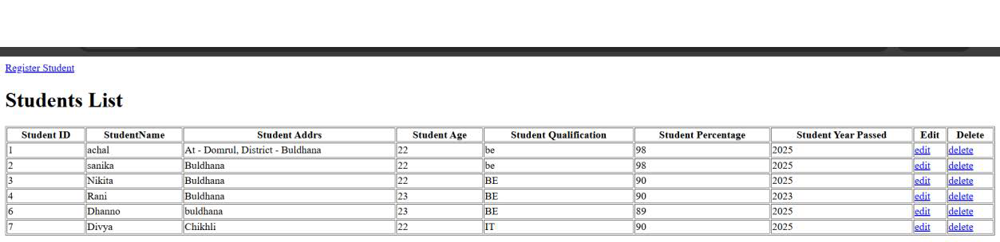 Register Student
Students List
Student ID StudentName Student Addrs Student Age Student Qualification Student Percentage Student Year Passed Edit Delete
1 achal At - Domrul, District - Buldhana 22 be 98 2025 edit delete
2 sanika Buldhana 22 be 98 2025 edit delete
3 Nikita Buldhana 22 BE 90 2025 edit delete
4 Rani Buldhana 23 BE 90 2023 edit delete
6 Dhanno buldhana 23 BE 89 2025 edit delete
7 Divya Chikhli 22 IT 90 2025 edit delete